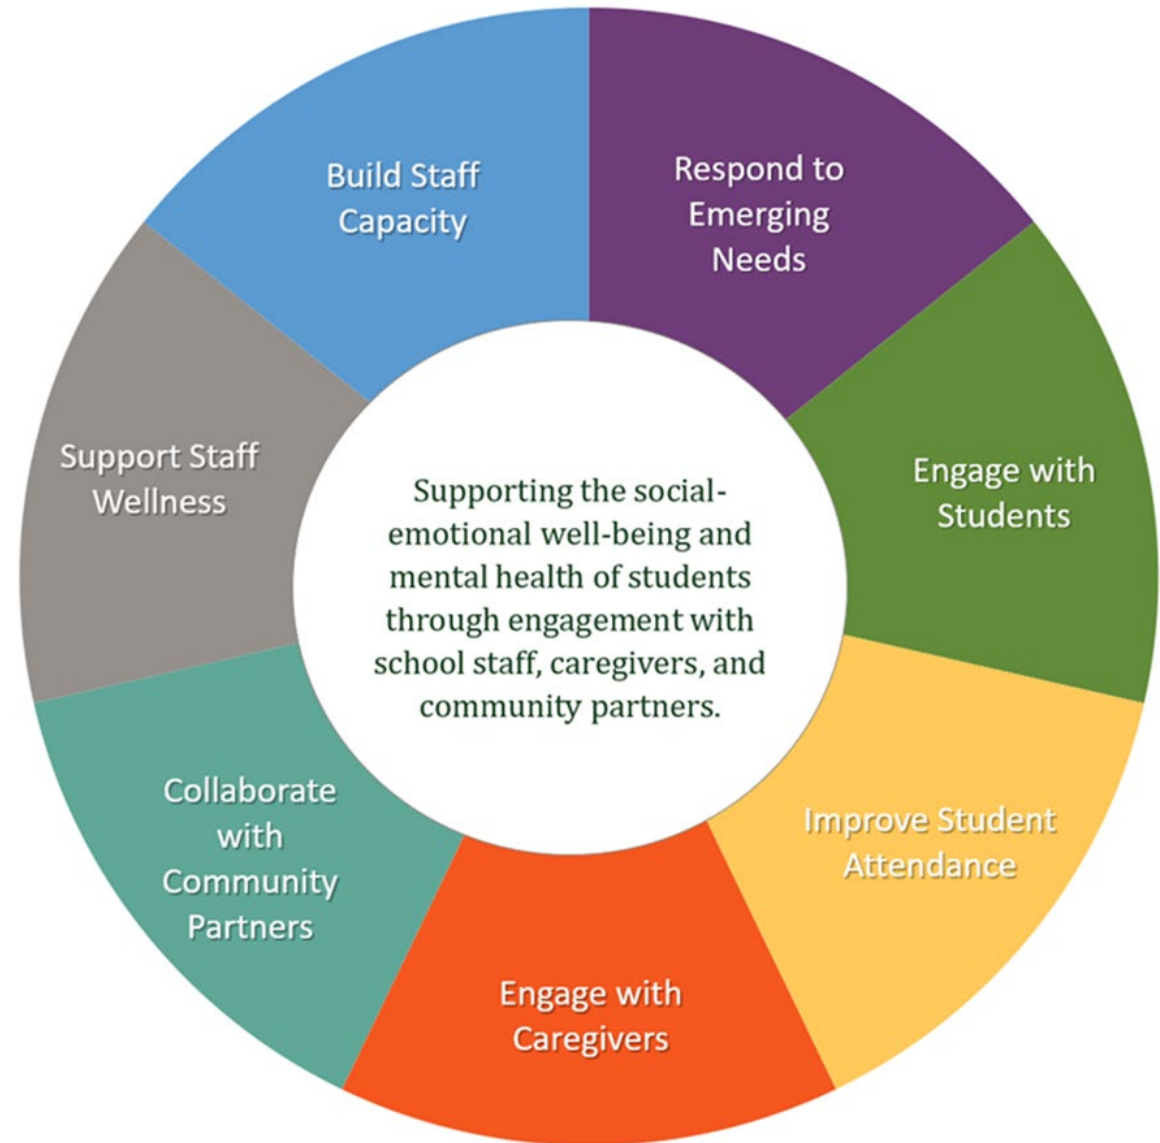 Build Staff
Capacity
Respond to
Emerging
Needs
Engage with
Students
Improve Student
Attendance
Engage with
Caregivers
Collaborate
with
Community
Partners
Support Staff
Wellness
Supporting the social-
emotional well-being and
mental health of students
through engagement with
school staff, caregivers, and
community partners.